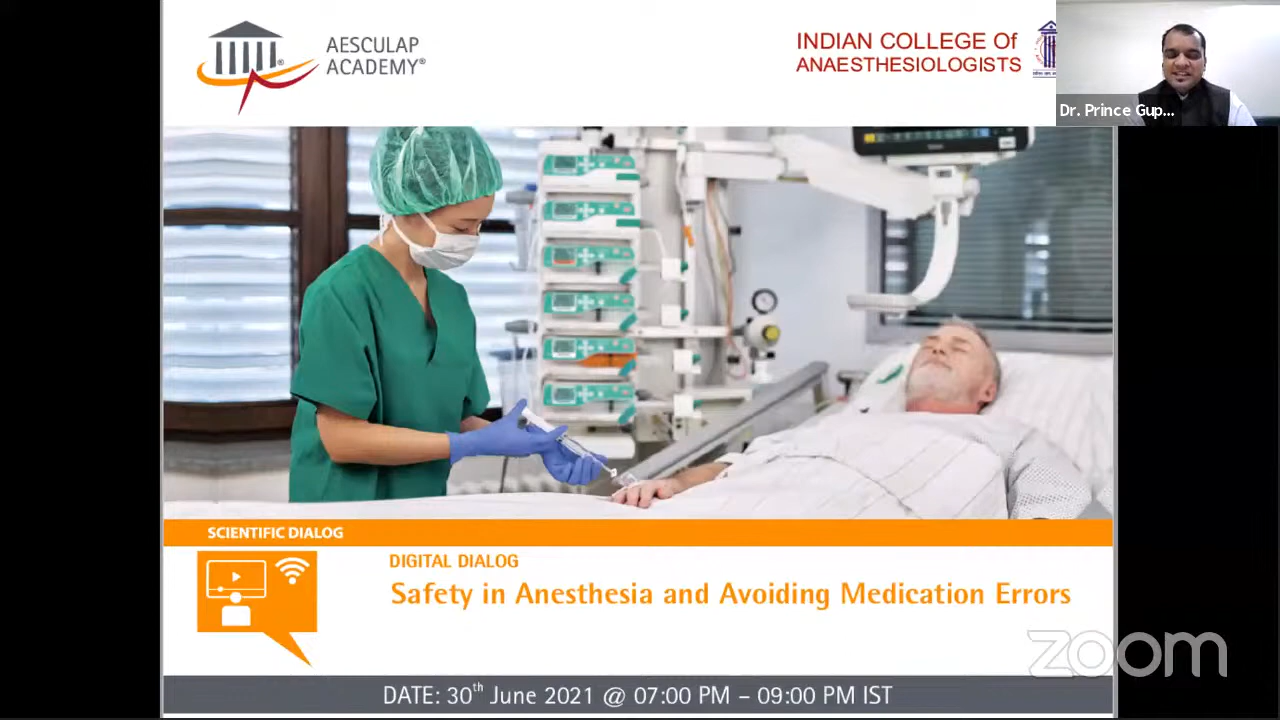 AESCULAP
ACADEMY®
INDIAN COLLEGE Of
ANAESTHESIOLOGISTS
Dr. Prince Gup...
SCIENTIFIC DIALOG
DIGITAL DIALOG
Safety in Anesthesia and Avoiding Medication Errors
zoom
DATE: 30th June 2021 @ 07:00 PM – 09:00 PM IST